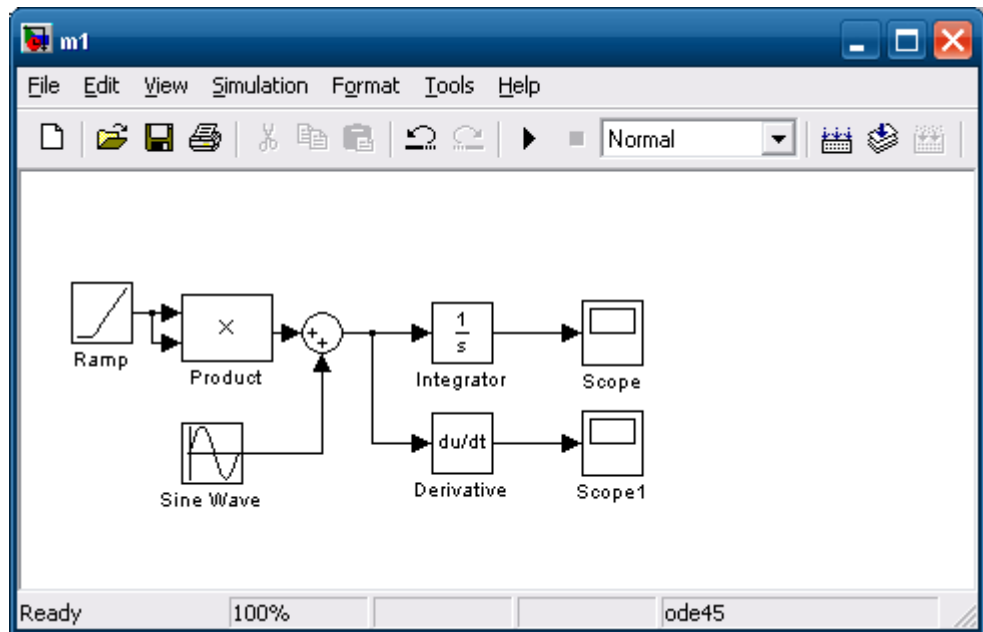 m1
File Edit View Simulation Format Tools Help
Normal
Ramp
×
Product
+
+
1
s
Integrator
Scope
Sine Wave
du/dt
Derivative
Scope1
Ready 100% ode45